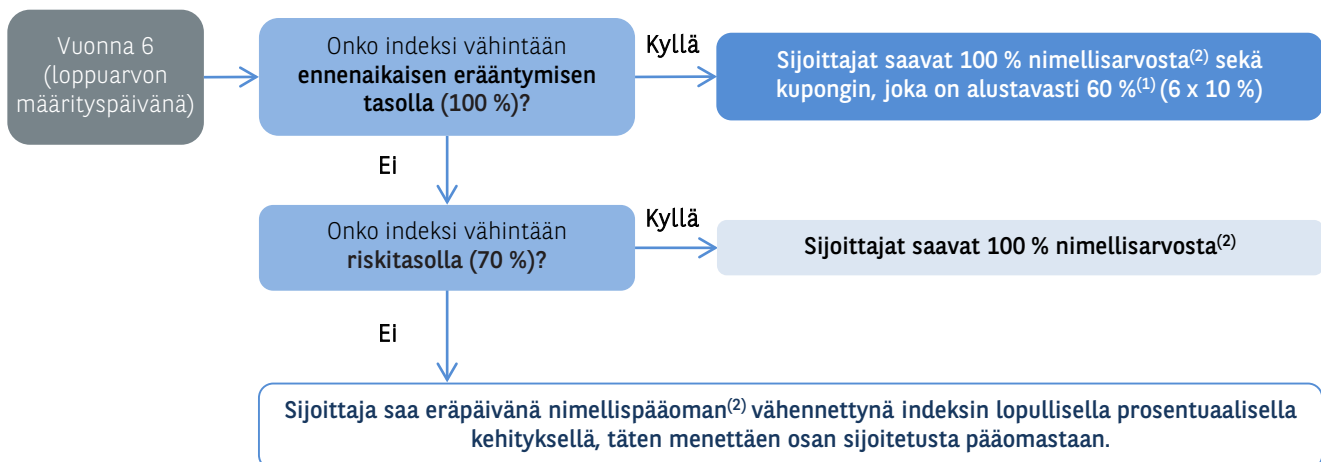 Vuonna 6
(loppuarvon
määrityspäivänä)
Onko indeksi vähintään
ennenaikaisen erääntymisen
tasolla (100 %)?
Kyllä
Sijoittajat saavat 100 % nimellisarvosta(2) sekä
kupongin, joka on alustavasti 60 %(1) (6 x 10 %)
Ei
Onko indeksi vähintään
riskitasolla (70 %)?
Kyllä
Sijoittajat saavat 100 % nimellisarvosta(2)
Ei
Sijoittaja saa eräpäivänä nimellispääoman(2) vähennettynä indeksin lopullisella prosentuaalisella
kehityksellä, täten menettäen osan sijoitetusta pääomastaan.